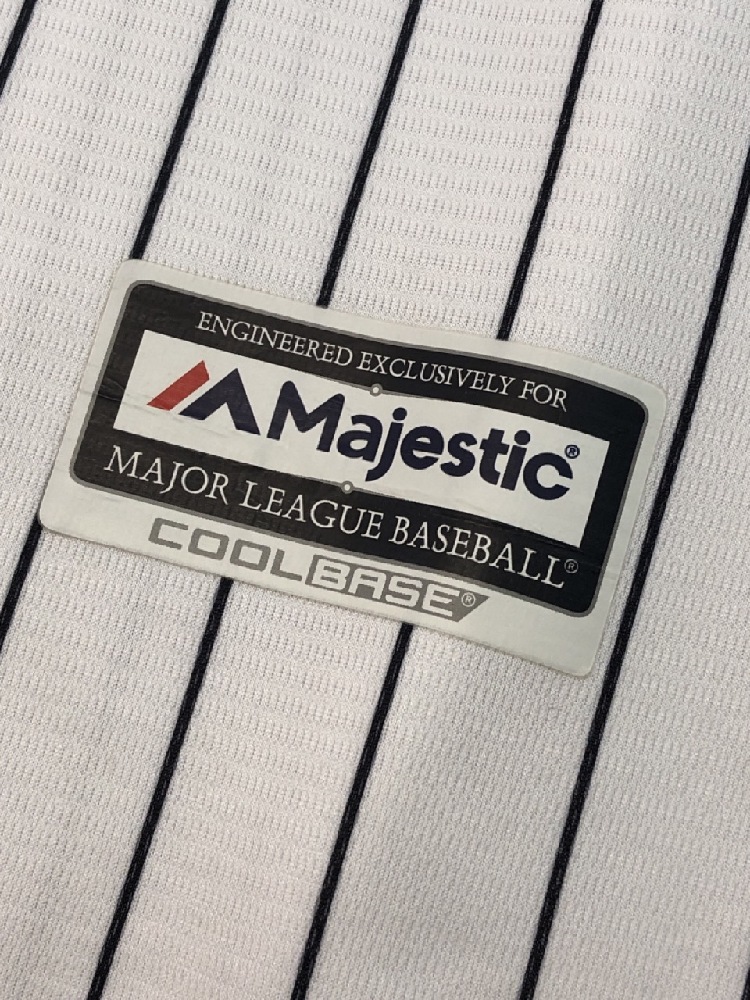 ENGINEERED EXCLUSIVELY FOR
Majestic®
MAJOR LEAGUE BASEBALL®
COOLBASE®